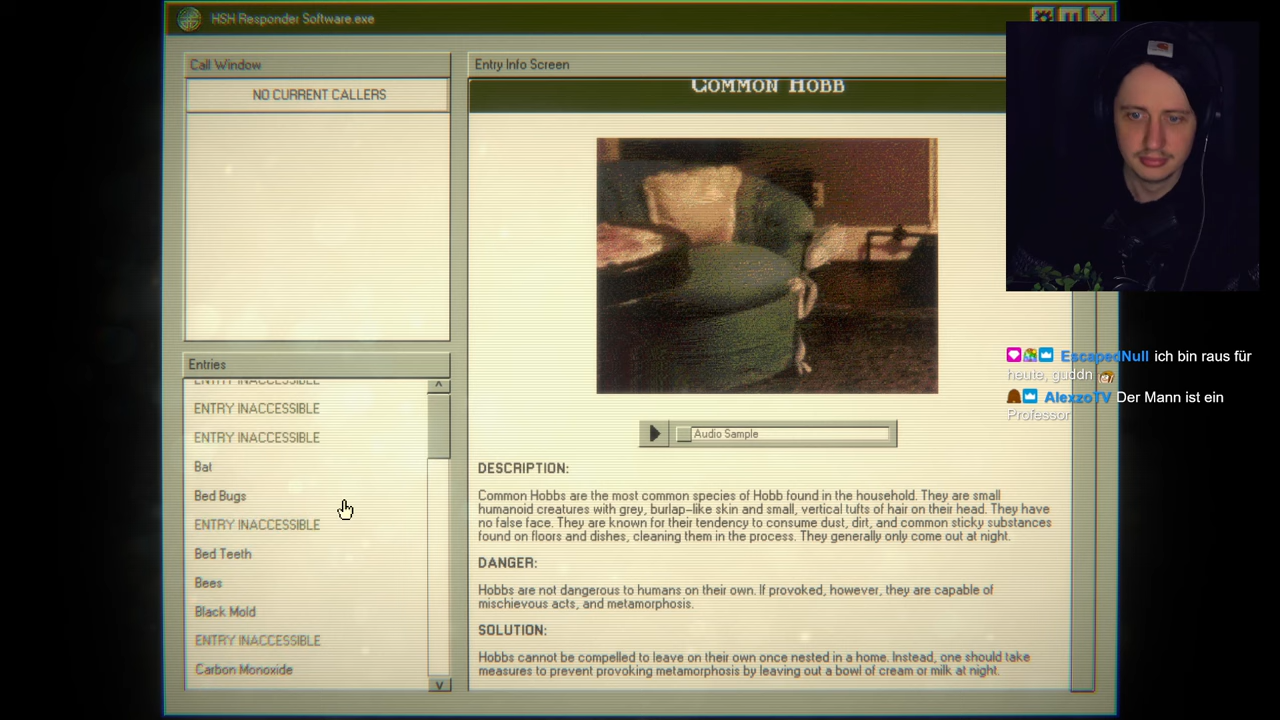 HSH Responder Software.exe
Call Window
NO CURRENT CALLERS
Entry Info Screen
COMMON HOBB
Audio Sample
DESCRIPTION:
Common Hobbs are the most common species of Hobb found in the household. They are small
humanoid creatures with grey, burlap-like skin and small, vertical tufts of hair on their head. They have
no false face. They are known for their tendency to consume dust, dirt, and common sticky substances
found on floors and dishes, cleaning them in the process. They generally only come out at night.
DANGER:
Hobbs are not dangerous to humans on their own. If provoked, however, they are capable of
mischievous acts, and metamorphosis.
SOLUTION:
Hobbs cannot be compelled to leave on their own once nested in a home. Instead, one should take
measures to prevent provoking metamorphosis by leaving out a bowl of cream or milk at night.
Entries
ENTRY INACCESSIBLE
ENTRY INACCESSIBLE
ENTRY INACCESSIBLE
Bat
Bed Bugs
ENTRY INACCESSIBLE
Bed Teeth
Bees
Black Mold
ENTRY INACCESSIBLE
Carbon Monoxide
EscapedNull ich bin raus für
heute, guddn
AlexzoTV Der Mann ist ein
Professor